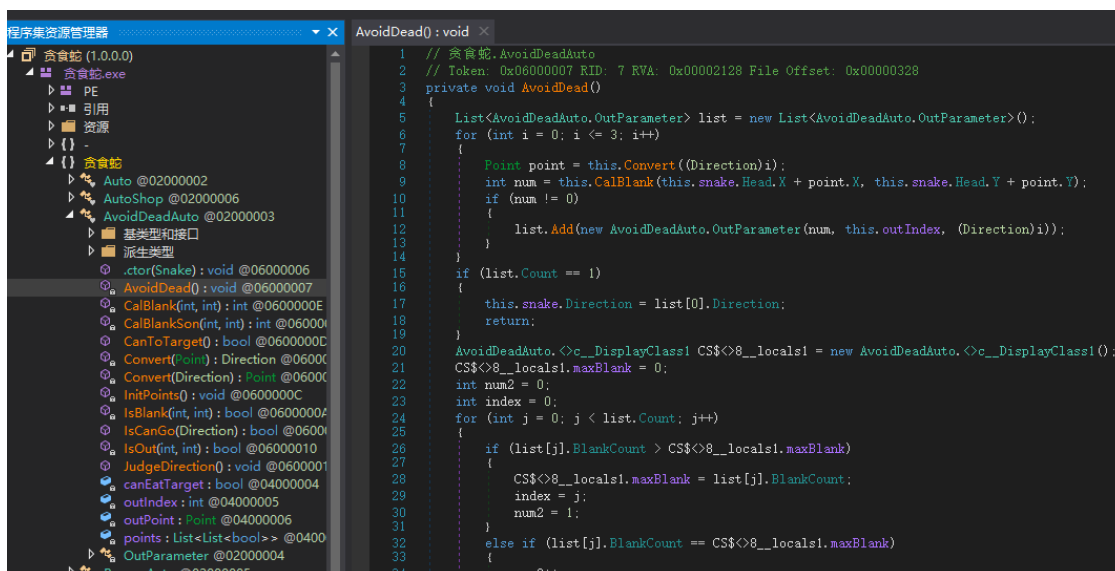 程序集资源管理器
贪食蛇 (1.0.0.0)
贪食蛇.exe
PE
引用
资源
{} -
{} 贪食蛇
Auto @02000002
AutoShop @02000006
AvoidDeadAuto @02000003
基类型和接口
派生类型
.ctor(Snake) : void @06000006
AvoidDead() : void @06000007
CalBlank(int, int) : int @0600000E
CalBlankSon(int, int) : int @06000
CanToTarget() : bool @0600000D
Convert(Point) : Direction @0600
Convert(Direction) : Point @0600
InitPoints() : void @0600000C
IsBlank(int, int) : bool @0600000A
IsCanGo(Direction) : bool @0600
IsOut(int, int) : bool @06000010
JudgeDirection() : void @0600001
canEatTarget : bool @04000004
outIndex : int @04000005
outPoint : Point @04000006
points : List<List<bool>> @0400
OutParameter @02000004
AvoidDead() : void ×
1 // 贪食蛇.AvoidDeadAuto
2 // Token: 0x06000007 RID: 7 RVA: 0x00002128 File Offset: 0x00000328
3 private void AvoidDead()
4 {
5 List<AvoidDeadAuto.OutParameter> list = new List<AvoidDeadAuto.OutParameter>();
6 for (int i = 0; i <= 3; i++)
7 {
8 Point point = this.Convert((Direction)i);
9 int num = this.CalBlank(this.snake.Head.X + point.X, this.snake.Head.Y + point.Y);
10 if (num != 0)
11 {
12 list.Add(new AvoidDeadAuto.OutParameter(num, this.outIndex, (Direction)i));
13 }
14 }
15 if (list.Count == 1)
16 {
17 this.snake.Direction = list[0].Direction;
18 return;
19 }
20 AvoidDeadAuto.<>c__DisplayClass1 CS$<>8__locals1 = new AvoidDeadAuto.<>c__DisplayClass1();
21 CS$<>8__locals1.maxBlank = 0;
22 int num2 = 0;
23 int index = 0;
24 for (int j = 0; j < list.Count; j++)
25 {
26 if (list[j].BlankCount > CS$<>8__locals1.maxBlank)
27 {
28 CS$<>8__locals1.maxBlank = list[j].BlankCount;
29 index = j;
30 num2 = 1;
31 }
32 else if (list[j].BlankCount == CS$<>8__locals1.maxBlank)
33 {